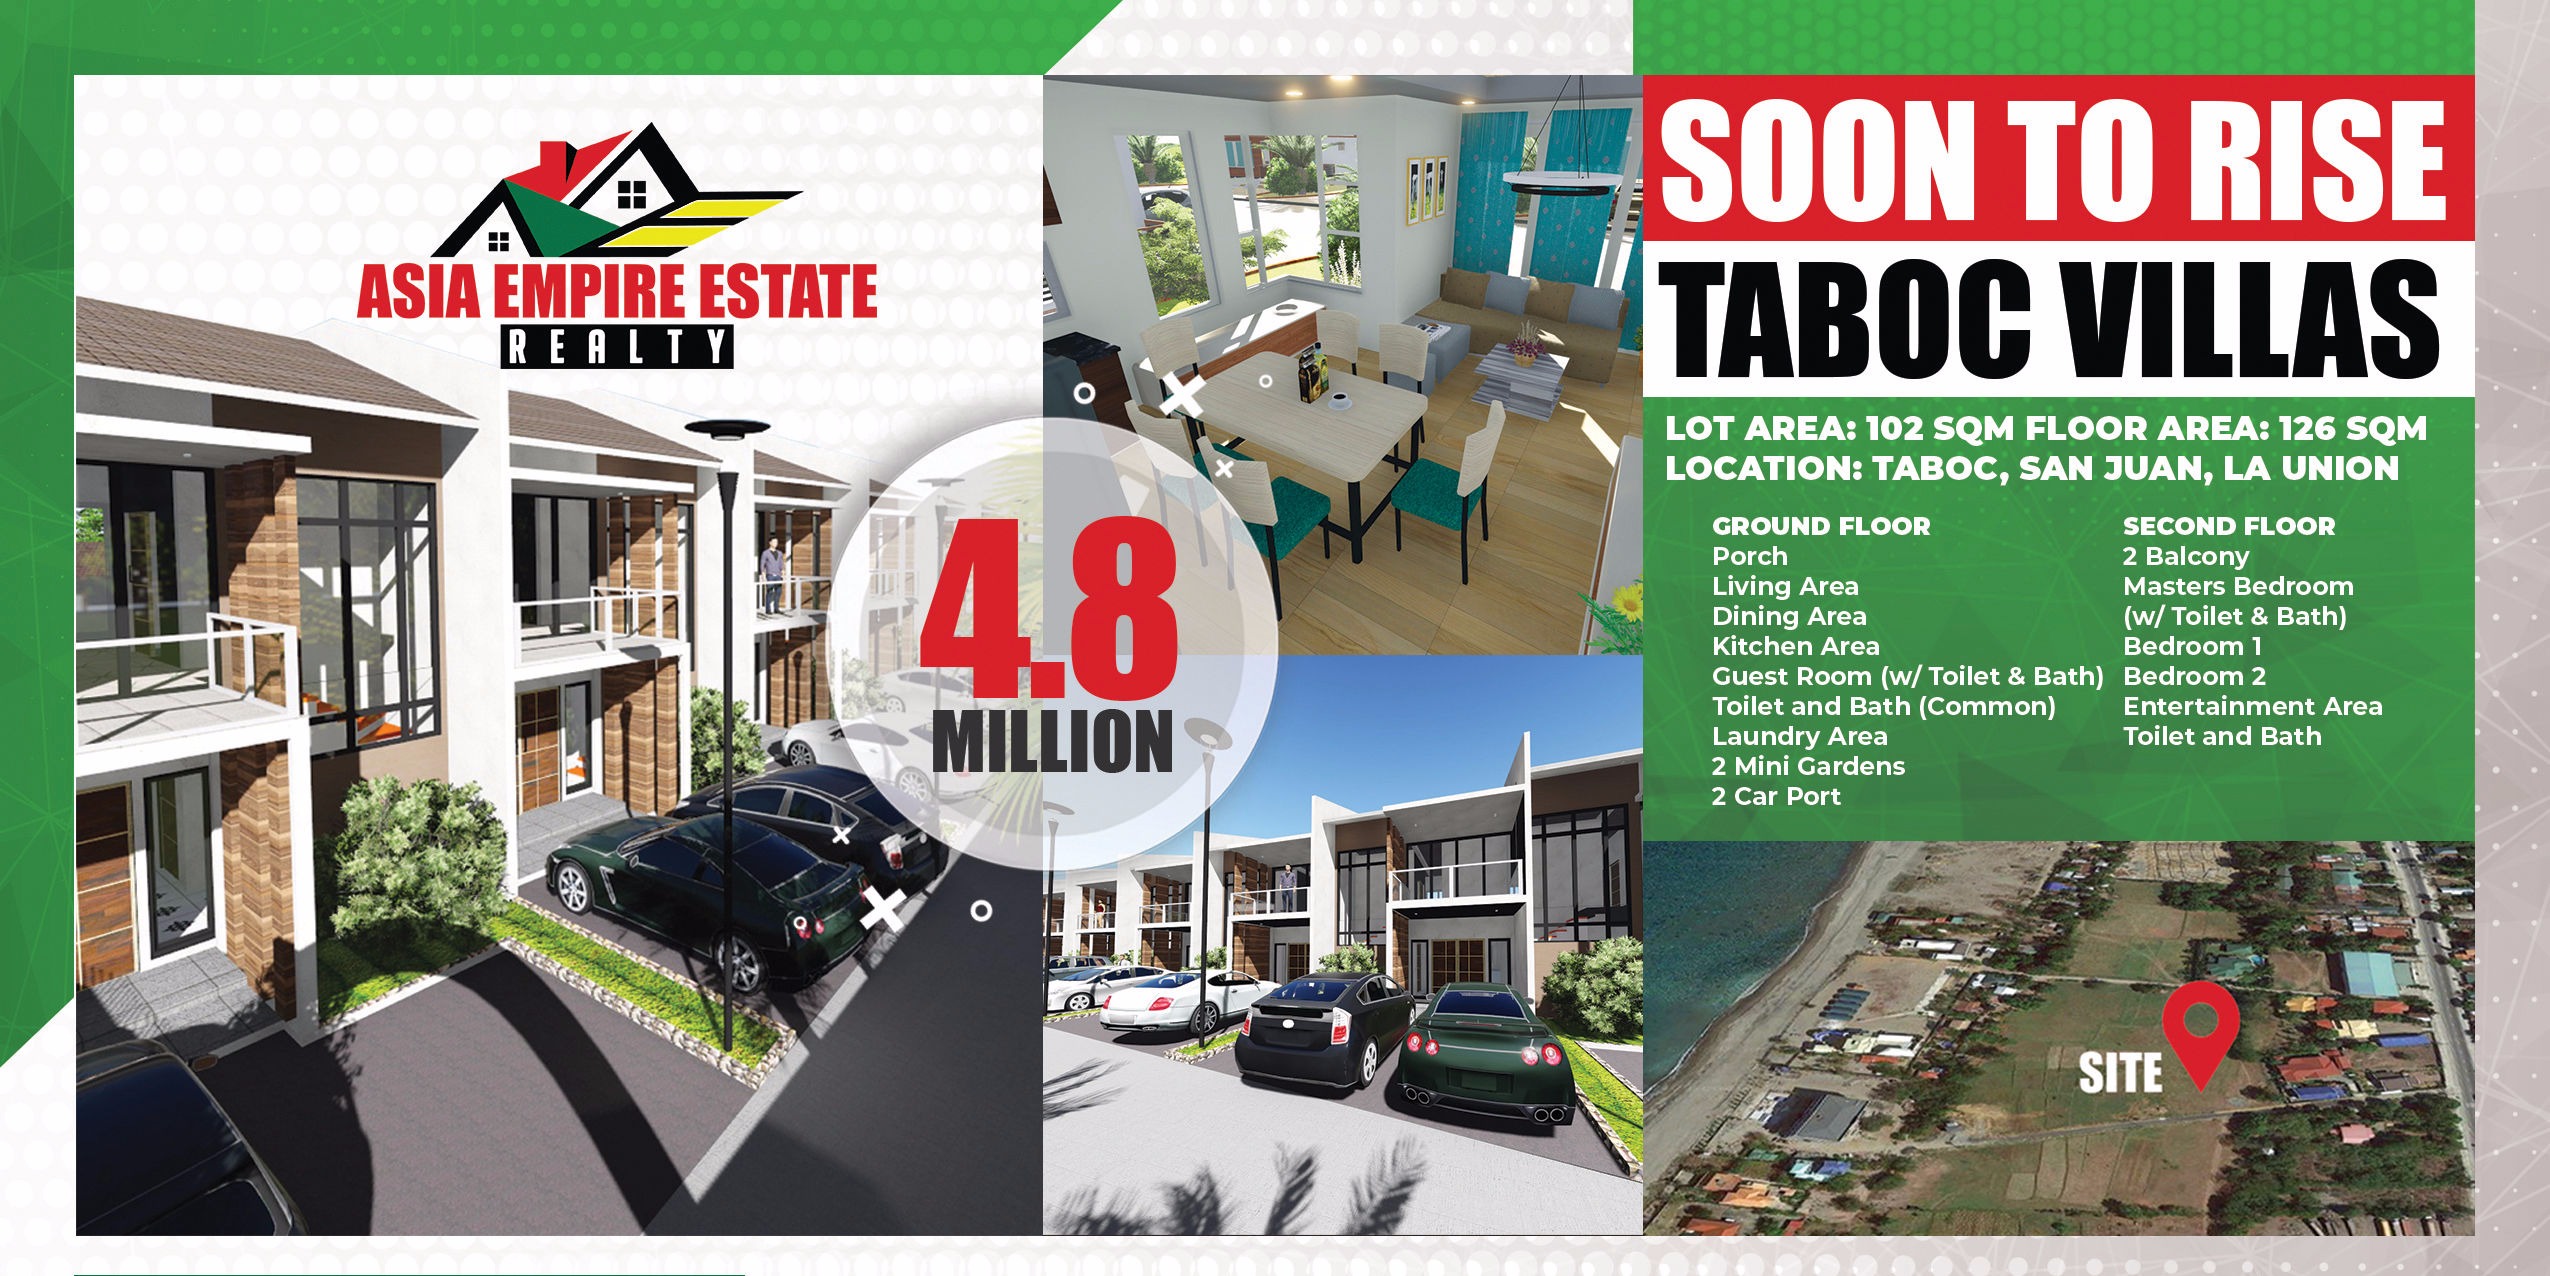 ASIA EMPIRE ESTATE
REALTY
4.8
MILLION
SOON TO RISE
TABOC VILLAS
LOT AREA: 102 SQM FLOOR AREA: 126 SQM
LOCATION: TABOC, SAN JUAN, LA UNION
GROUND FLOOR
Porch
Living Area
Dining Area
Kitchen Area
Guest Room (w/ Toilet & Bath)
Toilet and Bath (Common)
Laundry Area
2 Mini Gardens
2 Car Port
SECOND FLOOR
2 Balcony
Masters Bedroom
(w/ Toilet & Bath)
Bedroom 1
Bedroom 2
Entertainment Area
Toilet and Bath
SITE